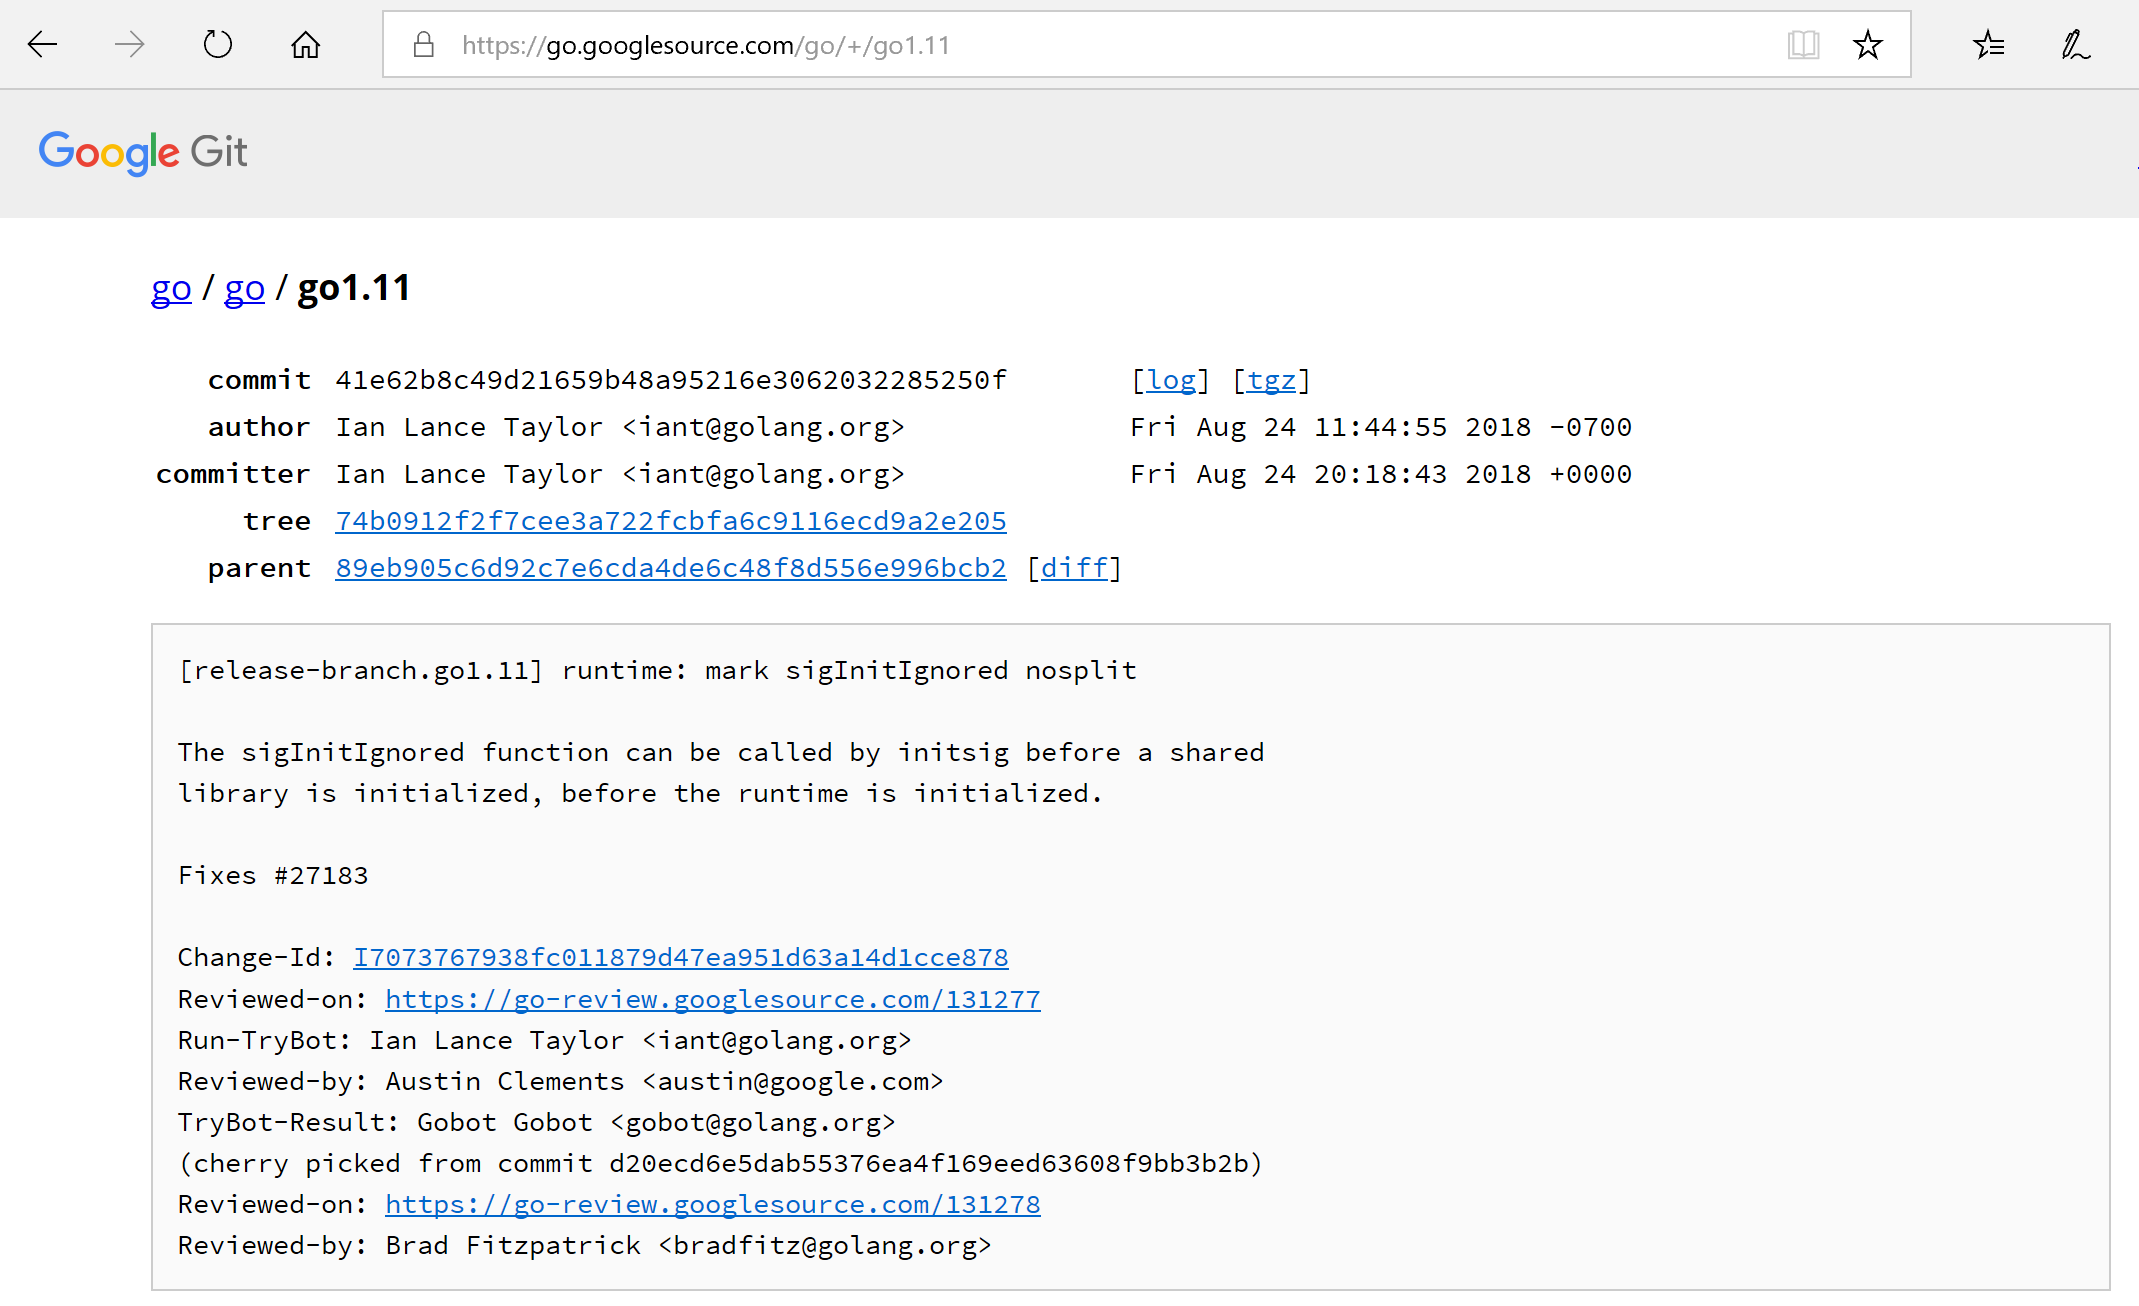 https://go.googlesource.com/go/+/go1.11
Google Git
go / go / go1.11
commit 41e62b8c49d21659b48a95216e3062032285250f [log] [tgz]
author Ian Lance Taylor <iant@golang.org> Fri Aug 24 11:44:55 2018 -0700
committer Ian Lance Taylor <iant@golang.org> Fri Aug 24 20:18:43 2018 +0000
tree 74b0912f2f7cee3a722fcbfa6c9116ecd9a2e205
parent 89eb905c6d92c7e6cda4de6c48f8d556e996bcb2 [diff]
[release-branch.go1.11] runtime: mark sigInitIgnored nosplit
The sigInitIgnored function can be called by initsig before a shared
library is initialized, before the runtime is initialized.
Fixes #27183
Change-Id: I7073767938fc011879d47ea951d63a14d1cce878
Reviewed-on: https://go-review.googlesource.com/131277
Run-TryBot: Ian Lance Taylor <iant@golang.org>
Reviewed-by: Austin Clements <austin@google.com>
TryBot-Result: Gobot Gobot <gobot@golang.org>
(cherry picked from commit d20ecd6e5dab55376ea4f169eed63608f9bb3b2b)
Reviewed-on: https://go-review.googlesource.com/131278
Reviewed-by: Brad Fitzpatrick <bradfitz@golang.org>